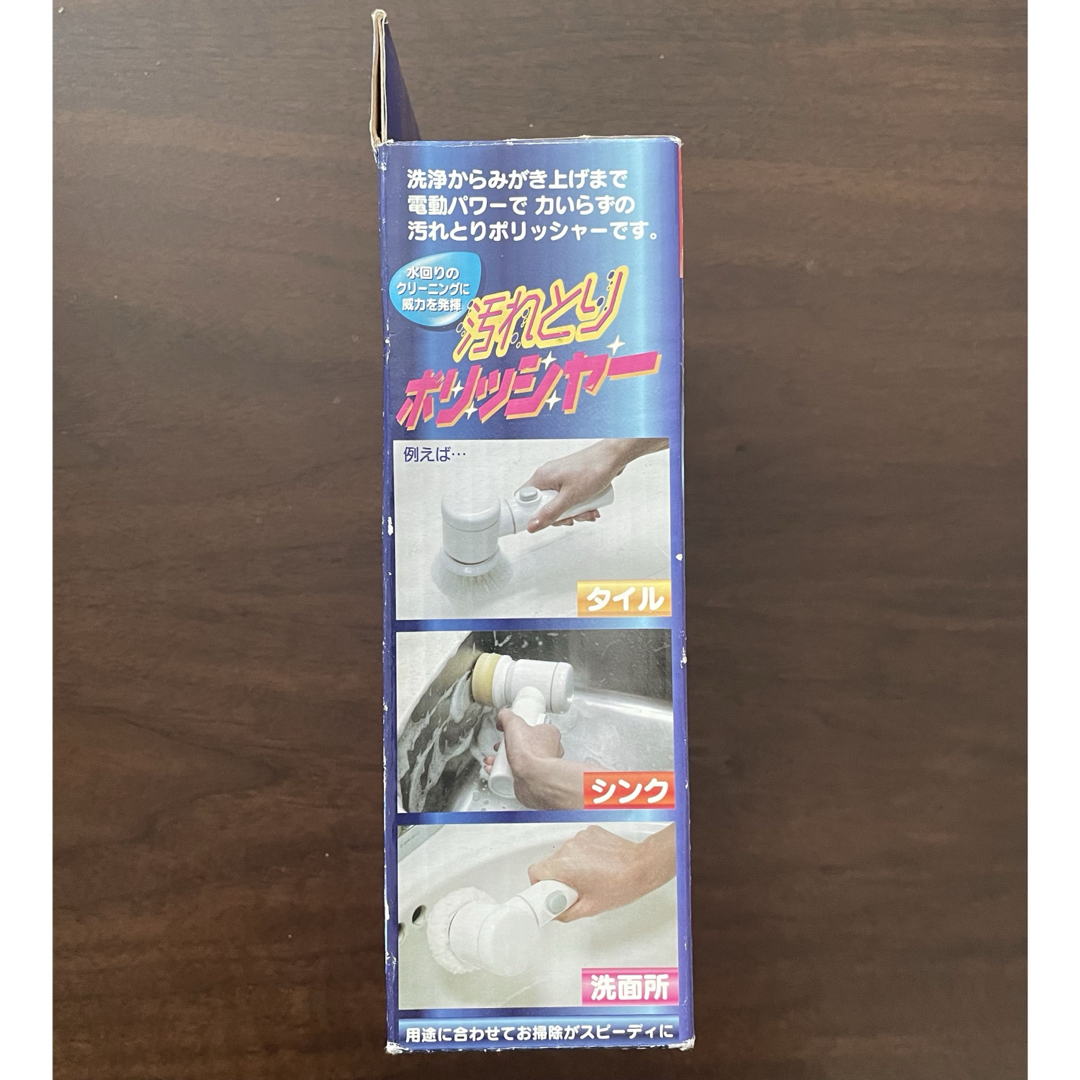 洗浄からみがき上げまで
電動パワーで 力いらずの
汚れとりポリッシャーです。
水回りの
クリーニングに
威力を発揮
汚れとり
ポリッシャー
例えば…
タイル
シンク
洗面所
用途に合わせてお掃除がスピーディに